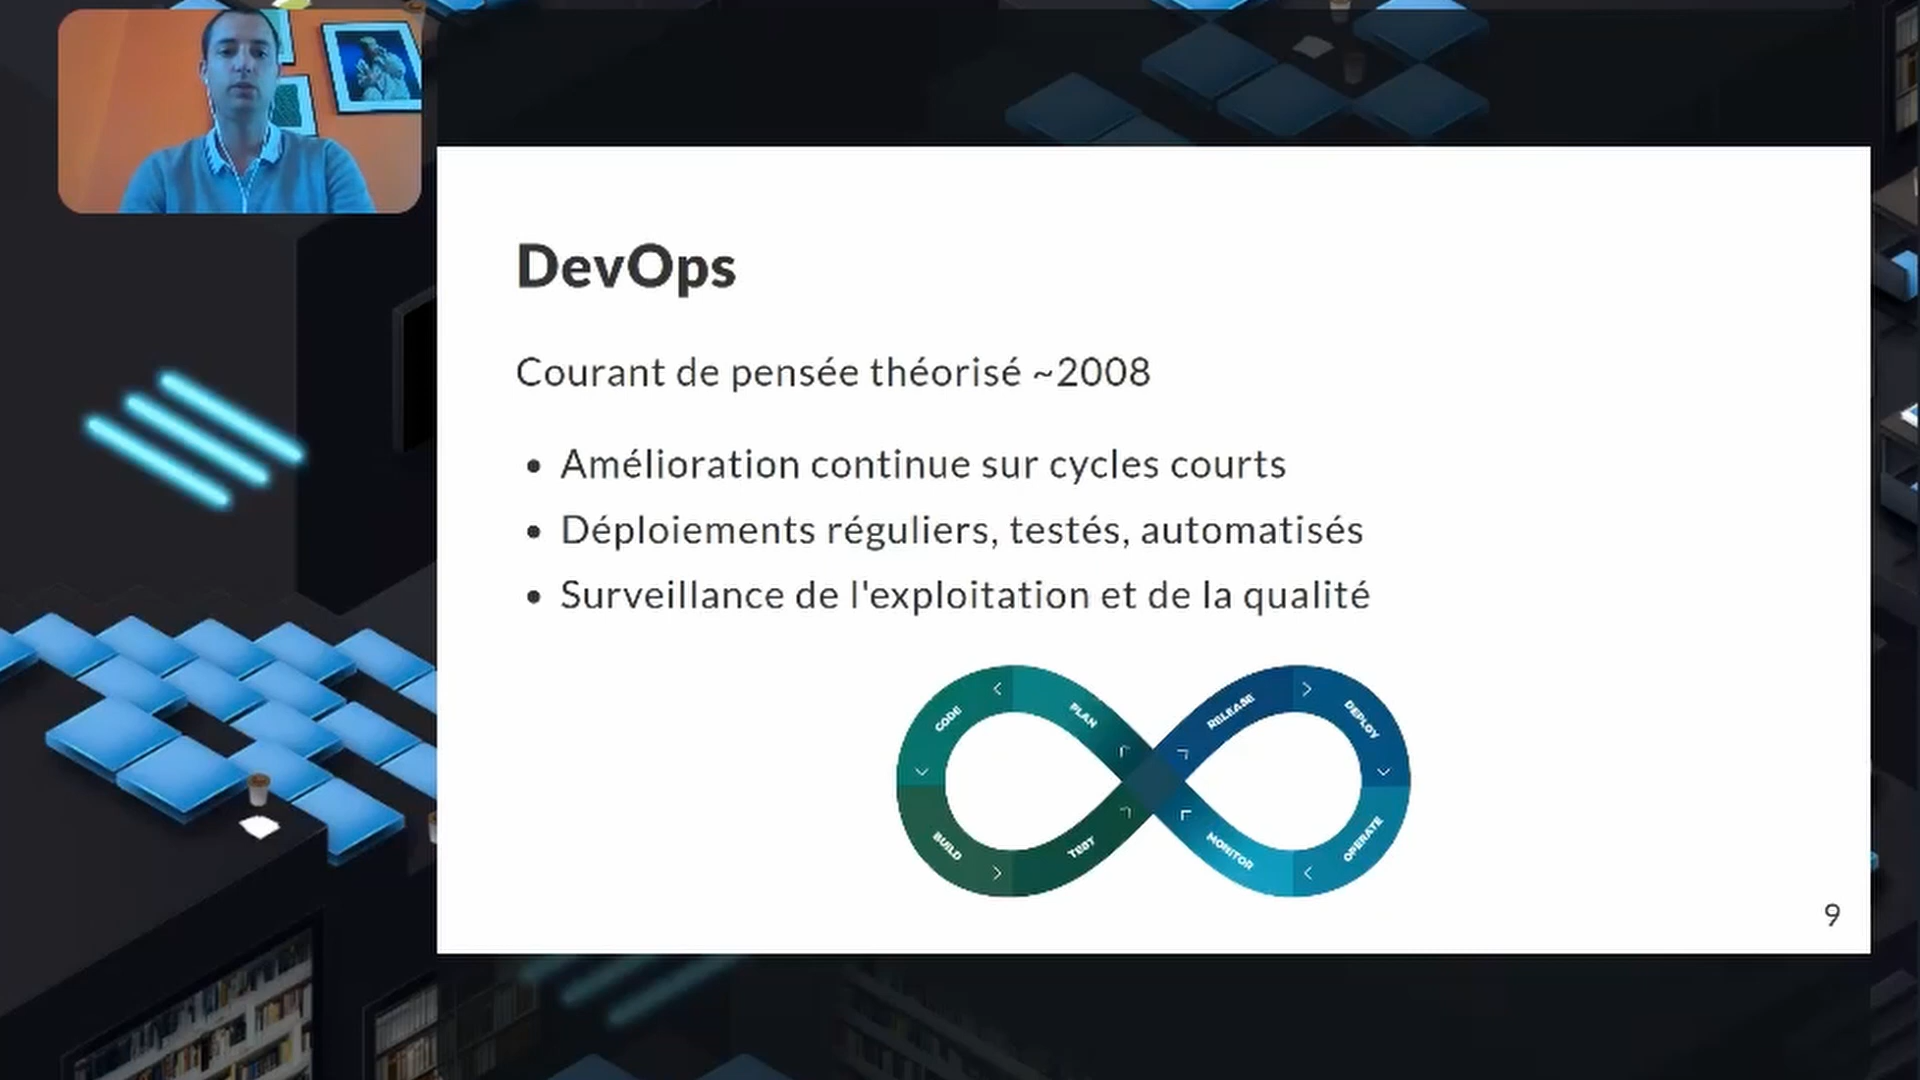 DevOps
Courant de pensée théorisé ~2008
• Amélioration continue sur cycles courts
• Déploiements réguliers, testés, automatisés
• Surveillance de l'exploitation et de la qualité
CODE
PLAN
RELEASE
DEPLOY
BUILD
TEST
MONITOR
OPERATE
9